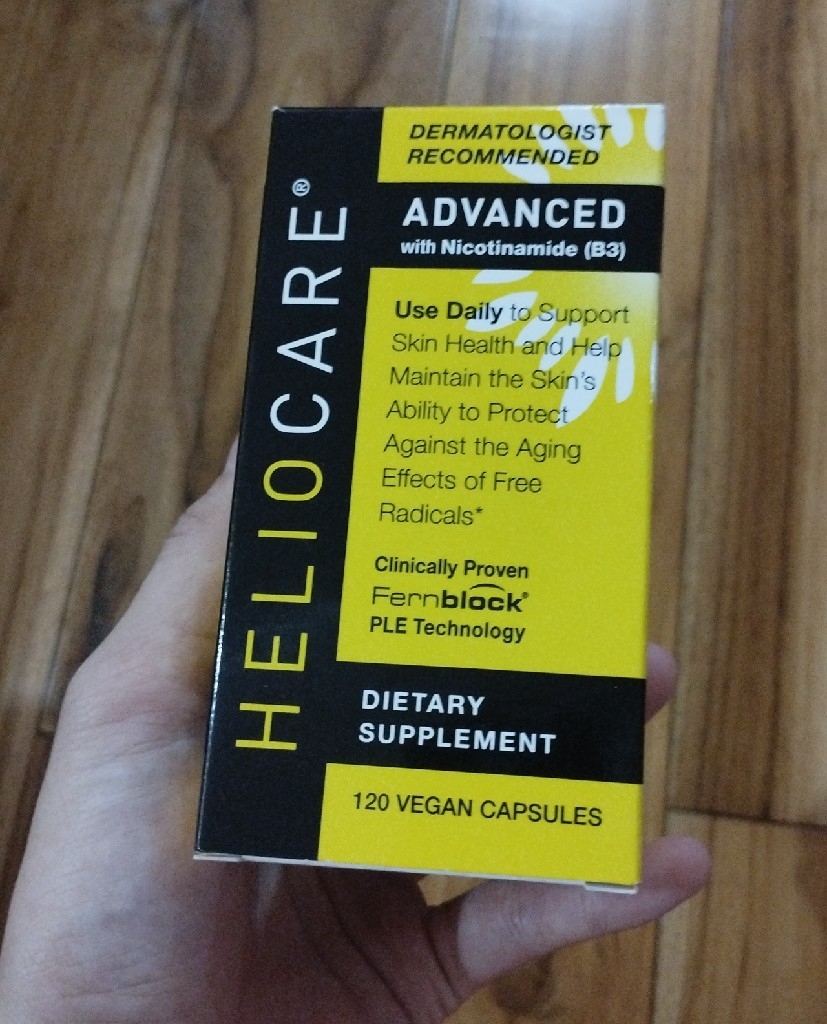 HELIOCARE®
DERMATOLOGIST
RECOMMENDED
ADVANCED
with Nicotinamide (B3)
Use Daily to Support
Skin Health and Help
Maintain the Skin's
Ability to Protect
Against the Aging
Effects of Free
Radicals*
Clinically Proven
Fernblock®
PLE Technology
DIETARY
SUPPLEMENT
120 VEGAN CAPSULES